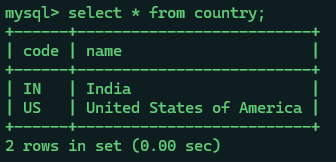 mysql> select * from country;
+------+--------------------------+
| code | name                     |
+------+--------------------------+
| IN   | India                    |
| US   | United States of America |
+------+--------------------------+
2 rows in set (0.00 sec)